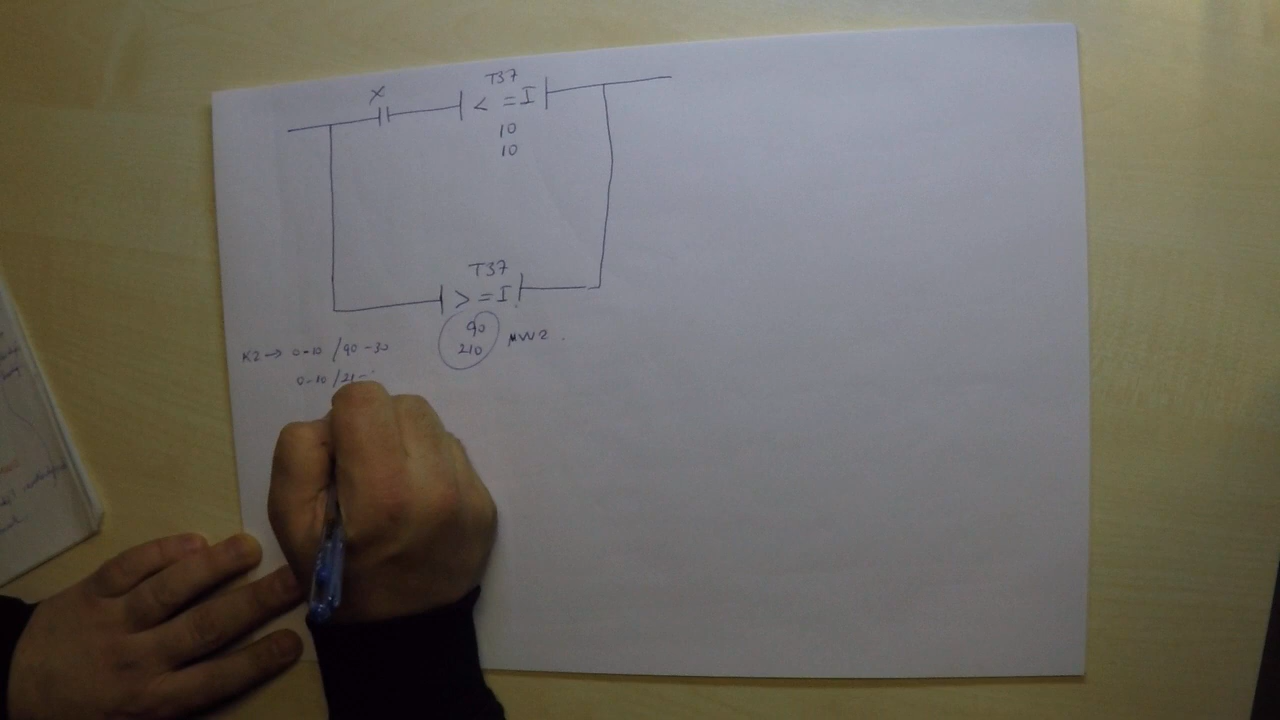 X
T37
< = I
10
10
T37
> = I
90
210
MW2.
K2 → 0-10 / 90-30
0-10 / 21-